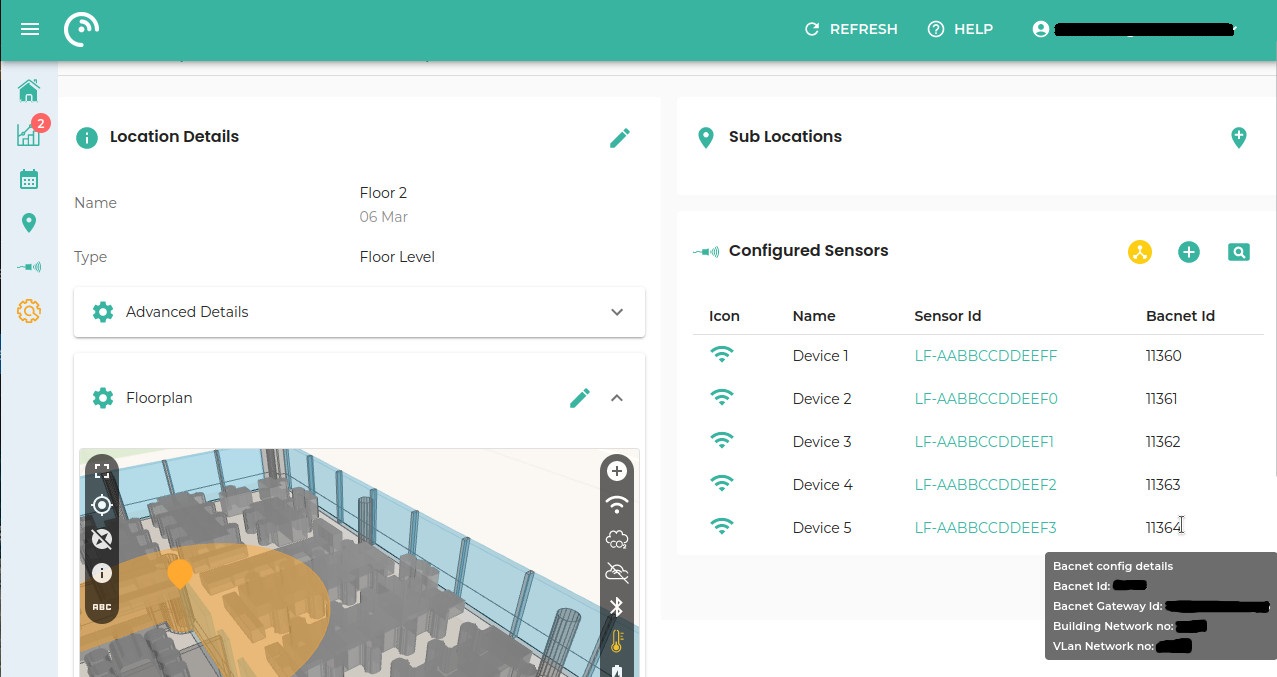 REFRESH
HELP
2
Location Details
Name
Floor 2
06 Mar
Type
Floor Level
Advanced Details
Floorplan
ABC
Sub Locations
Configured Sensors
Icon Name Sensor Id Bacnet Id
Device 1 LF-AABBCCDDEEFF 11360
Device 2 LF-AABBCCDDEEF0 11361
Device 3 LF-AABBCCDDEEF1 11362
Device 4 LF-AABBCCDDEEF2 11363
Device 5 LF-AABBCCDDEEF3 11364
Bacnet config details
Bacnet Id:
Bacnet Gateway Id:
Building Network no:
VLan Network no: